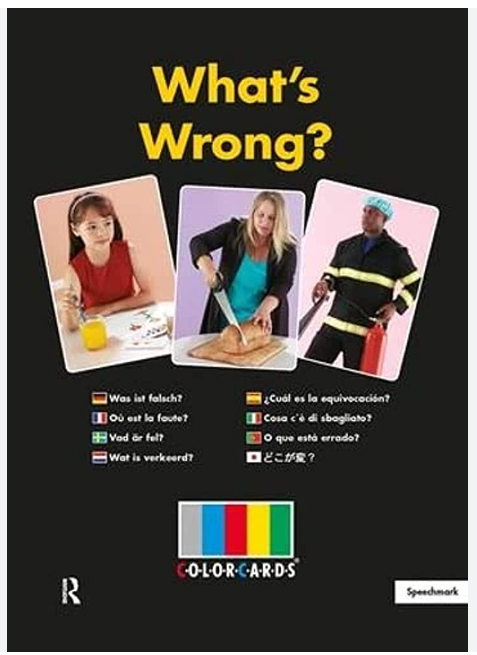 What's
Wrong?
Was ist falsch?
Où est la faute?
Vad är fel?
Wat is verkeerd?
¿Cuál es la equivocación?
Cosa c'è di sbagliato?
O que está errado?
どこが変？
C·O·L·O·R·C·A·R·D·S®
Speechmark